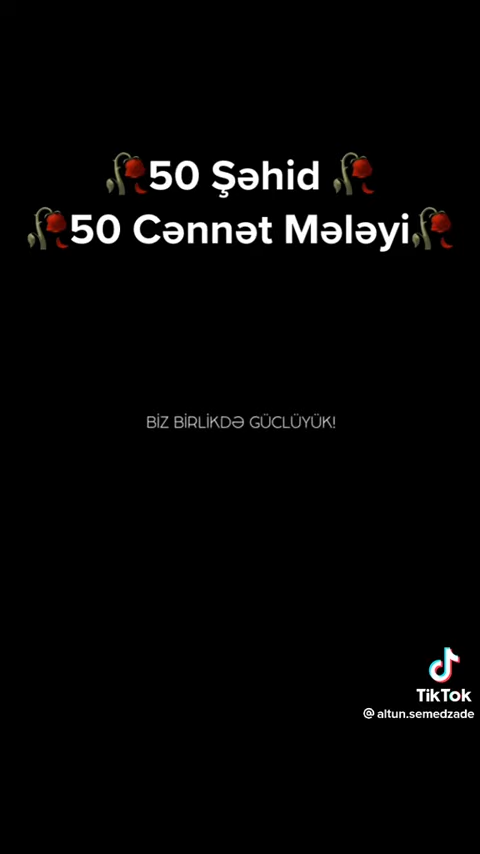 🥀50 Şəhid 🥀
🥀50 Cənnət Mələyi🥀
BİZ BİRLİKDƏ GÜCLÜYÜK!
TikTok
@ altun.semedzade